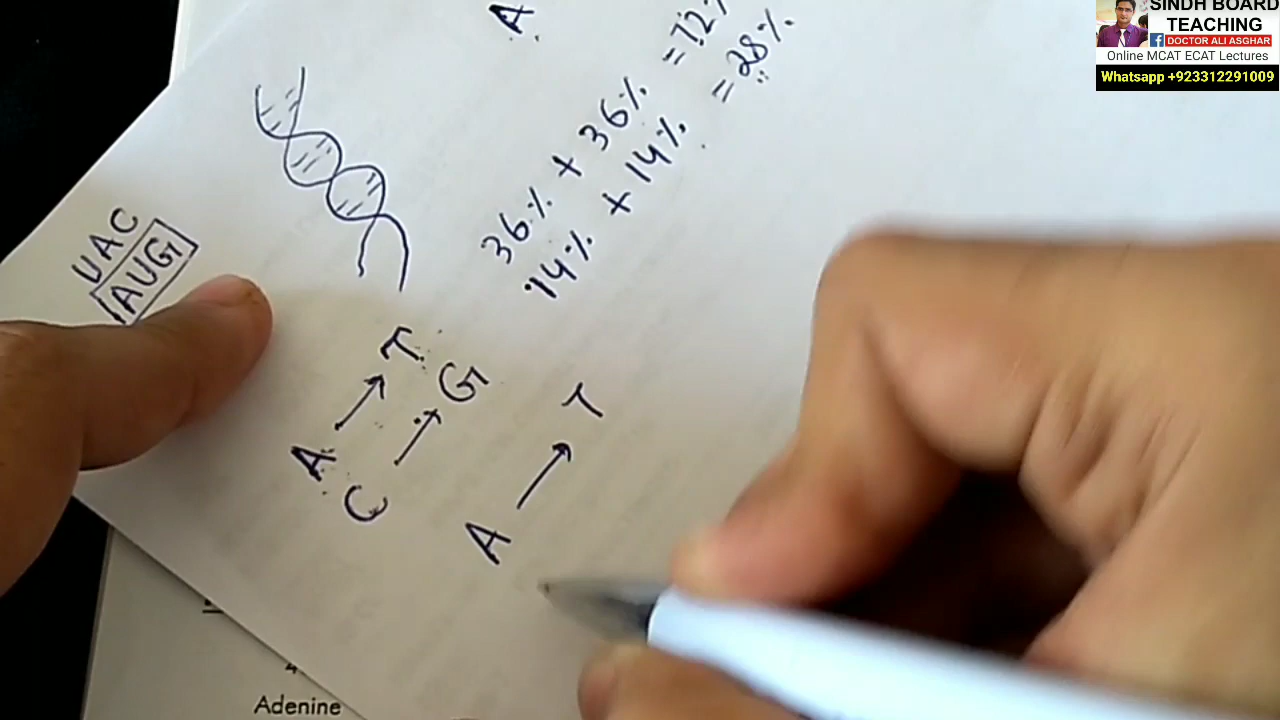 SINDH BOARD
TEACHING
DOCTOR ALI ASGHAR
Online MCAT ECAT Lectures
Whatsapp +923312291009
A
UAC
AUG
36% + 36% = 72%
14% + 14% = 28%
A → T
C → G
A → T
Adenine